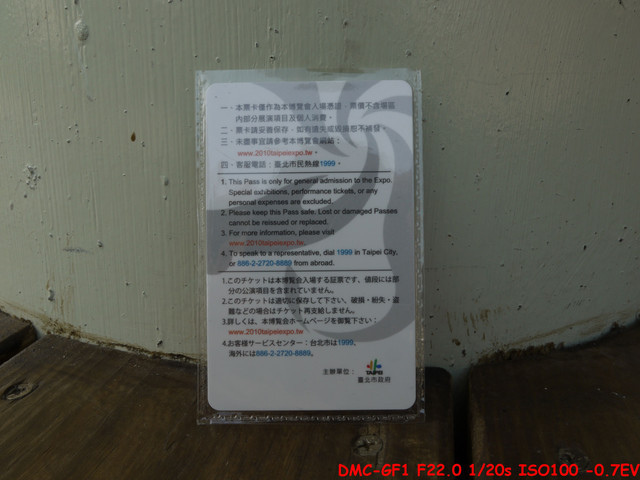 一、本票卡僅作為本博覽會入場憑證，票價不含場區
內部分展演項目及個人消費。
二、票卡請妥善保存，如有遺失或毀損恕不補發。
三、未盡事宜請參考本博覽會網站：
www.2010taipeiexpo.tw。
四、客服電話：臺北市民熱線1999。
1. This Pass is only for general admission to the Expo.
Special exhibitions, performance tickets, or any
personal expenses are excluded.
2. Please keep this Pass safe. Lost or damaged Passes
cannot be reissued or replaced.
3. For more information, please visit
www.2010taipeiexpo.tw.
4. To speak to a representative, dial 1999 in Taipei City,
or 886-2-2720-8889 from abroad.
1.このチケットは本博覧会入場する証票です、値段には部
分の公演項目を含まれていません。
2.このチケットは適切に保存して下さい、破損・紛失・盗
難などの場合はチケット再支給しません。
3.詳しくは、本博覧会ホームページを御覧下さい：
www.2010taipeiexpo.tw
4.お客様サービスセンター：台北市は1999。
海外には886-2-2720-8889。
主辦單位：
TAIPEI
臺北市政府
DMC-GF1 F22.0 1/20s ISO100 -0.7EV